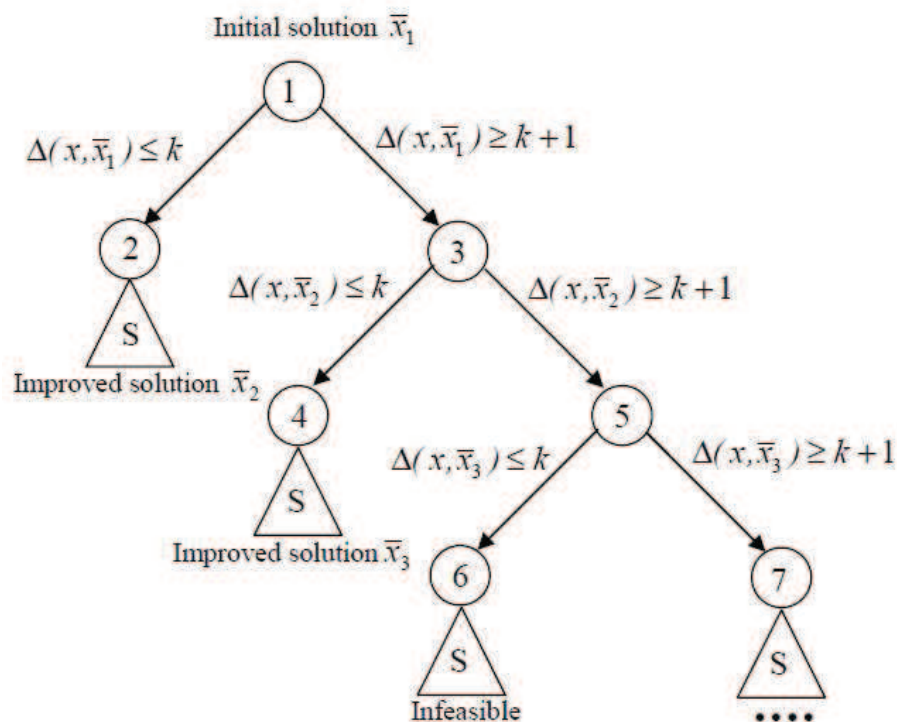 Initial solution x̄₁
1
Δ(x,x̄₁) ≤ k
Δ(x,x̄₁) ≥ k + 1
2
3
Δ(x,x̄₂) ≤ k
Δ(x,x̄₂) ≥ k + 1
S
Improved solution x̄₂
4
5
Δ(x,x̄₃) ≤ k
Δ(x,x̄₃) ≥ k + 1
S
Improved solution x̄₃
6
7
S
S
Infeasible
....